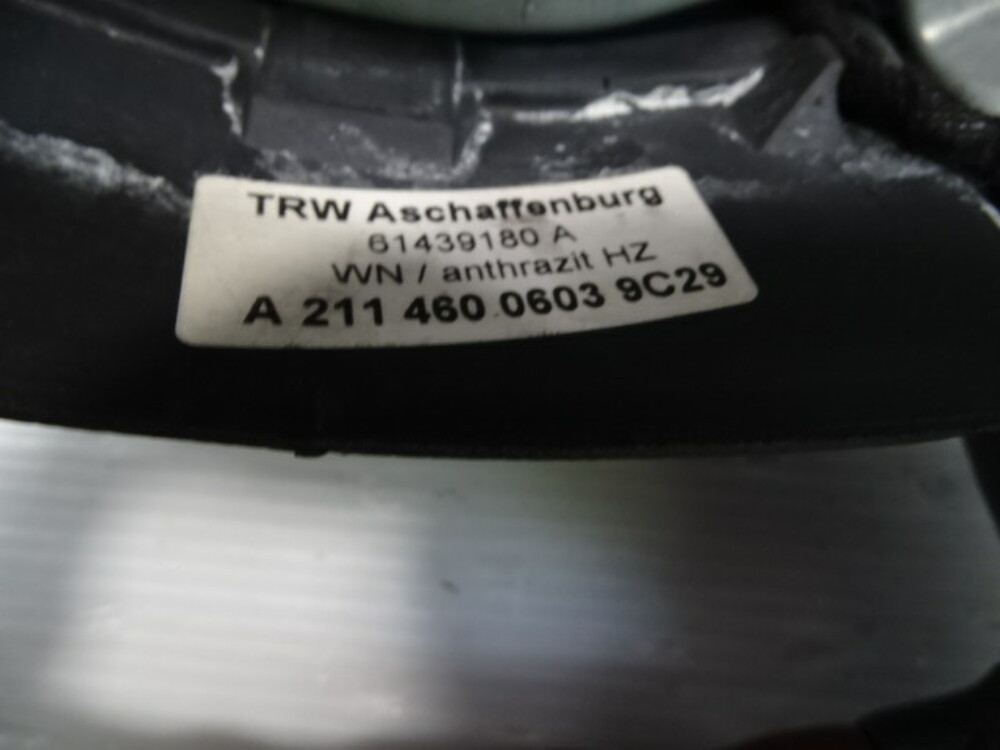 TRW Aschaffenburg
61439180 A
WN / anthrazit HZ
A 211 460 0603 9C29